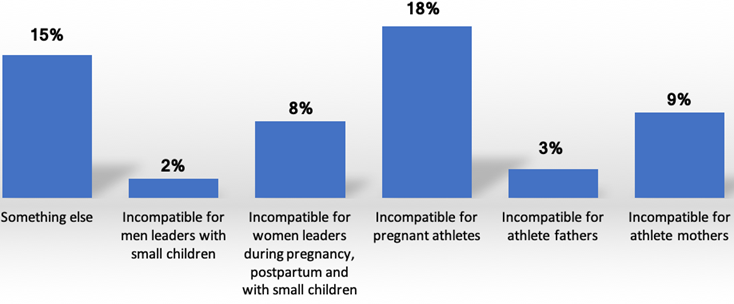 15%
2%
8%
18%
3%
9%
Something else
Incompatible for
men leaders with
small children
Incompatible for
women leaders
during pregnancy,
postpartum and
with small children
Incompatible for
pregnant athletes
Incompatible for
athlete fathers
Incompatible for
athlete mothers